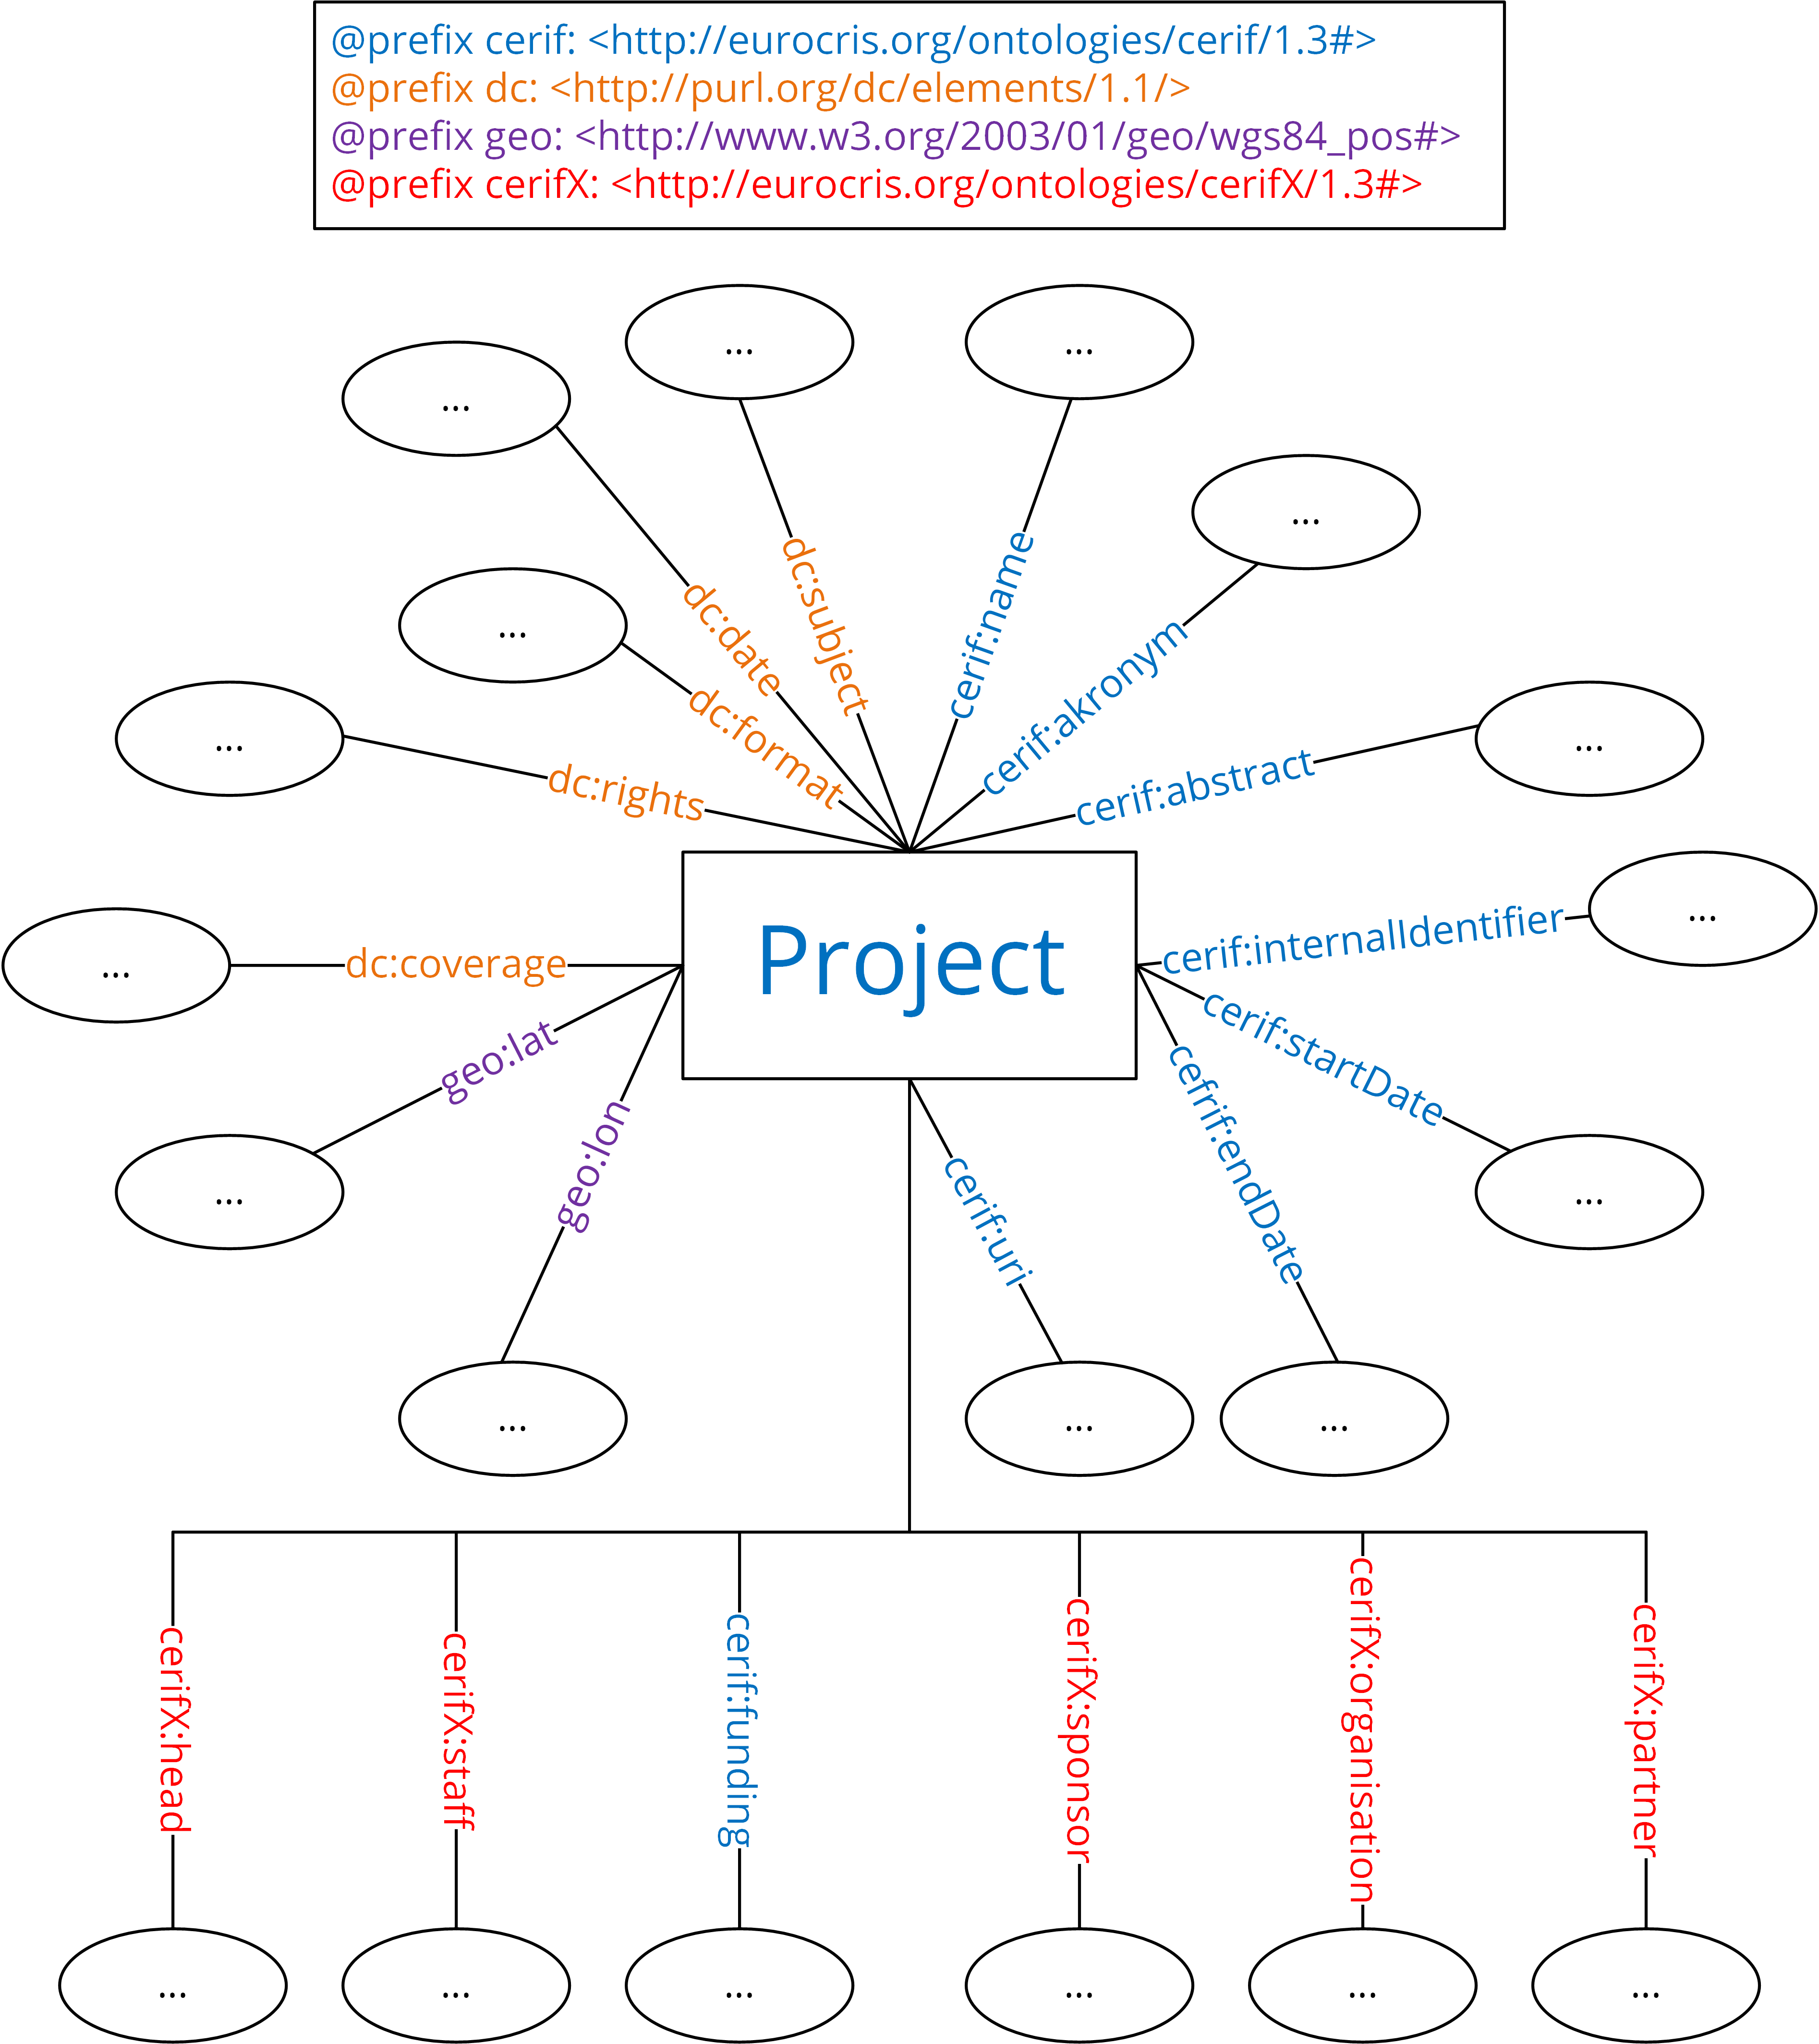 @prefix cerif: <http://eurocris.org/ontologies/cerif/1.3#>
@prefix dc: <http://purl.org/dc/elements/1.1/>
@prefix geo: <http://www.w3.org/2003/01/geo/wgs84_pos#>
@prefix cerifX: <http://eurocris.org/ontologies/cerifX/1.3#>
...
...
...
...
...
...
...
...
dc:subject
cerif:name
dc:date
cerif:akronym
dc:format
dc:rights
cerif:abstract
Project
...
...
dc:coverage
cerif:internalIdentifier
geo:lat
cerif:startDate
geo:lon
cefrif:endDate
cerif:uri
...
...
...
...
...
cerifX:head
cerifX:staff
cerif:funding
cerifX:sponsor
cerifX:organisation
cerifX:partner
...
...
...
...
...
...